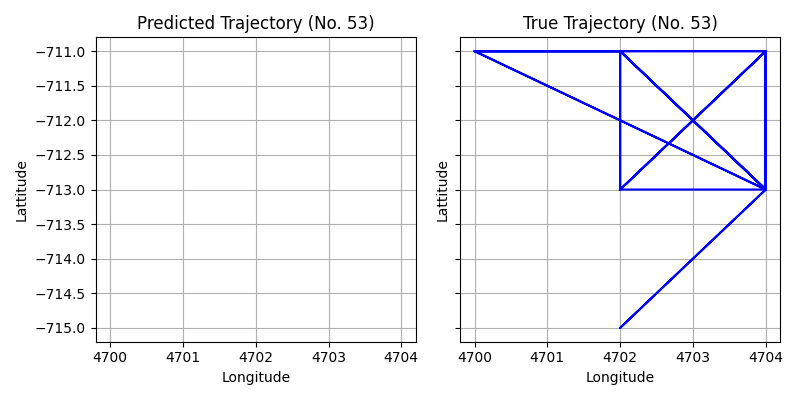 Predicted Trajectory (No. 53)
True Trajectory (No. 53)
Lattitude
−711.0
−711.5
−712.0
−712.5
−713.0
−713.5
−714.0
−714.5
−715.0
4700 4701 4702 4703 4704
Longitude
Lattitude
4700 4701 4702 4703 4704
Longitude